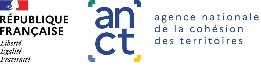 RÉPUBLIQUE
FRANÇAISE
Liberté
Égalité
Fraternité
anct
agence nationale
de la cohésion
des territoires